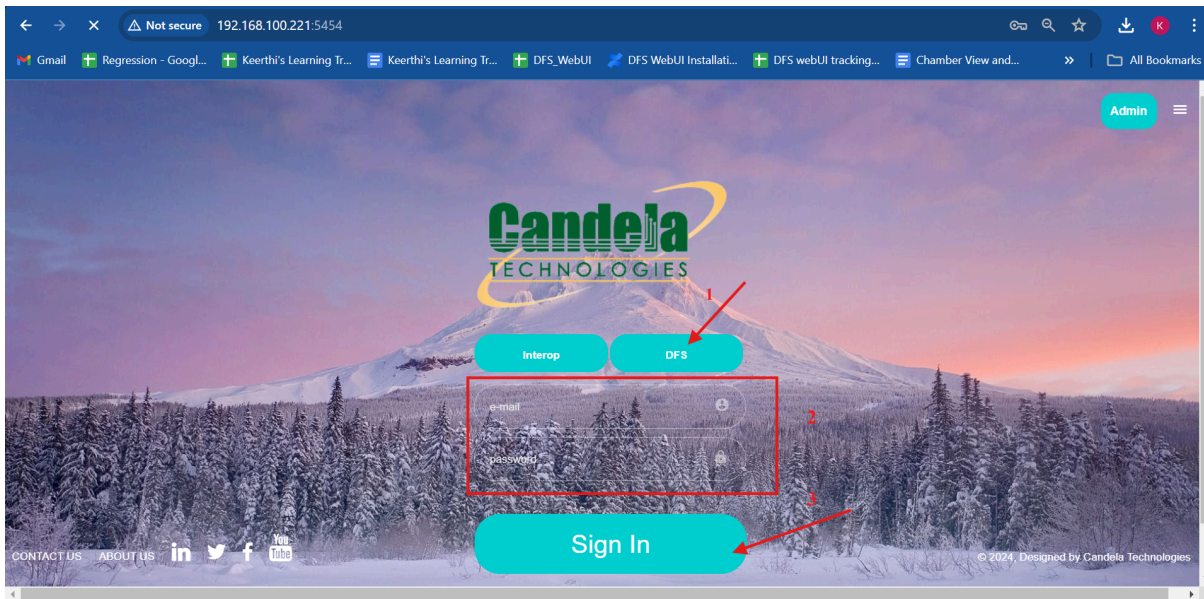 Not secure 192.168.100.221:5454 K
Gmail Regression - Googl... Keerthi's Learning Tr... Keerthi's Learning Tr... DFS_WebUI DFS WebUI Installati... DFS webUI tracking... Chamber View and... » All Bookmarks
Admin
Candela
TECHNOLOGIES
1
Interop DFS
e-mail
2
password
3
Sign In
CONTACT US ABOUT US in f You Tube © 2024, Designed by Candela Technologies